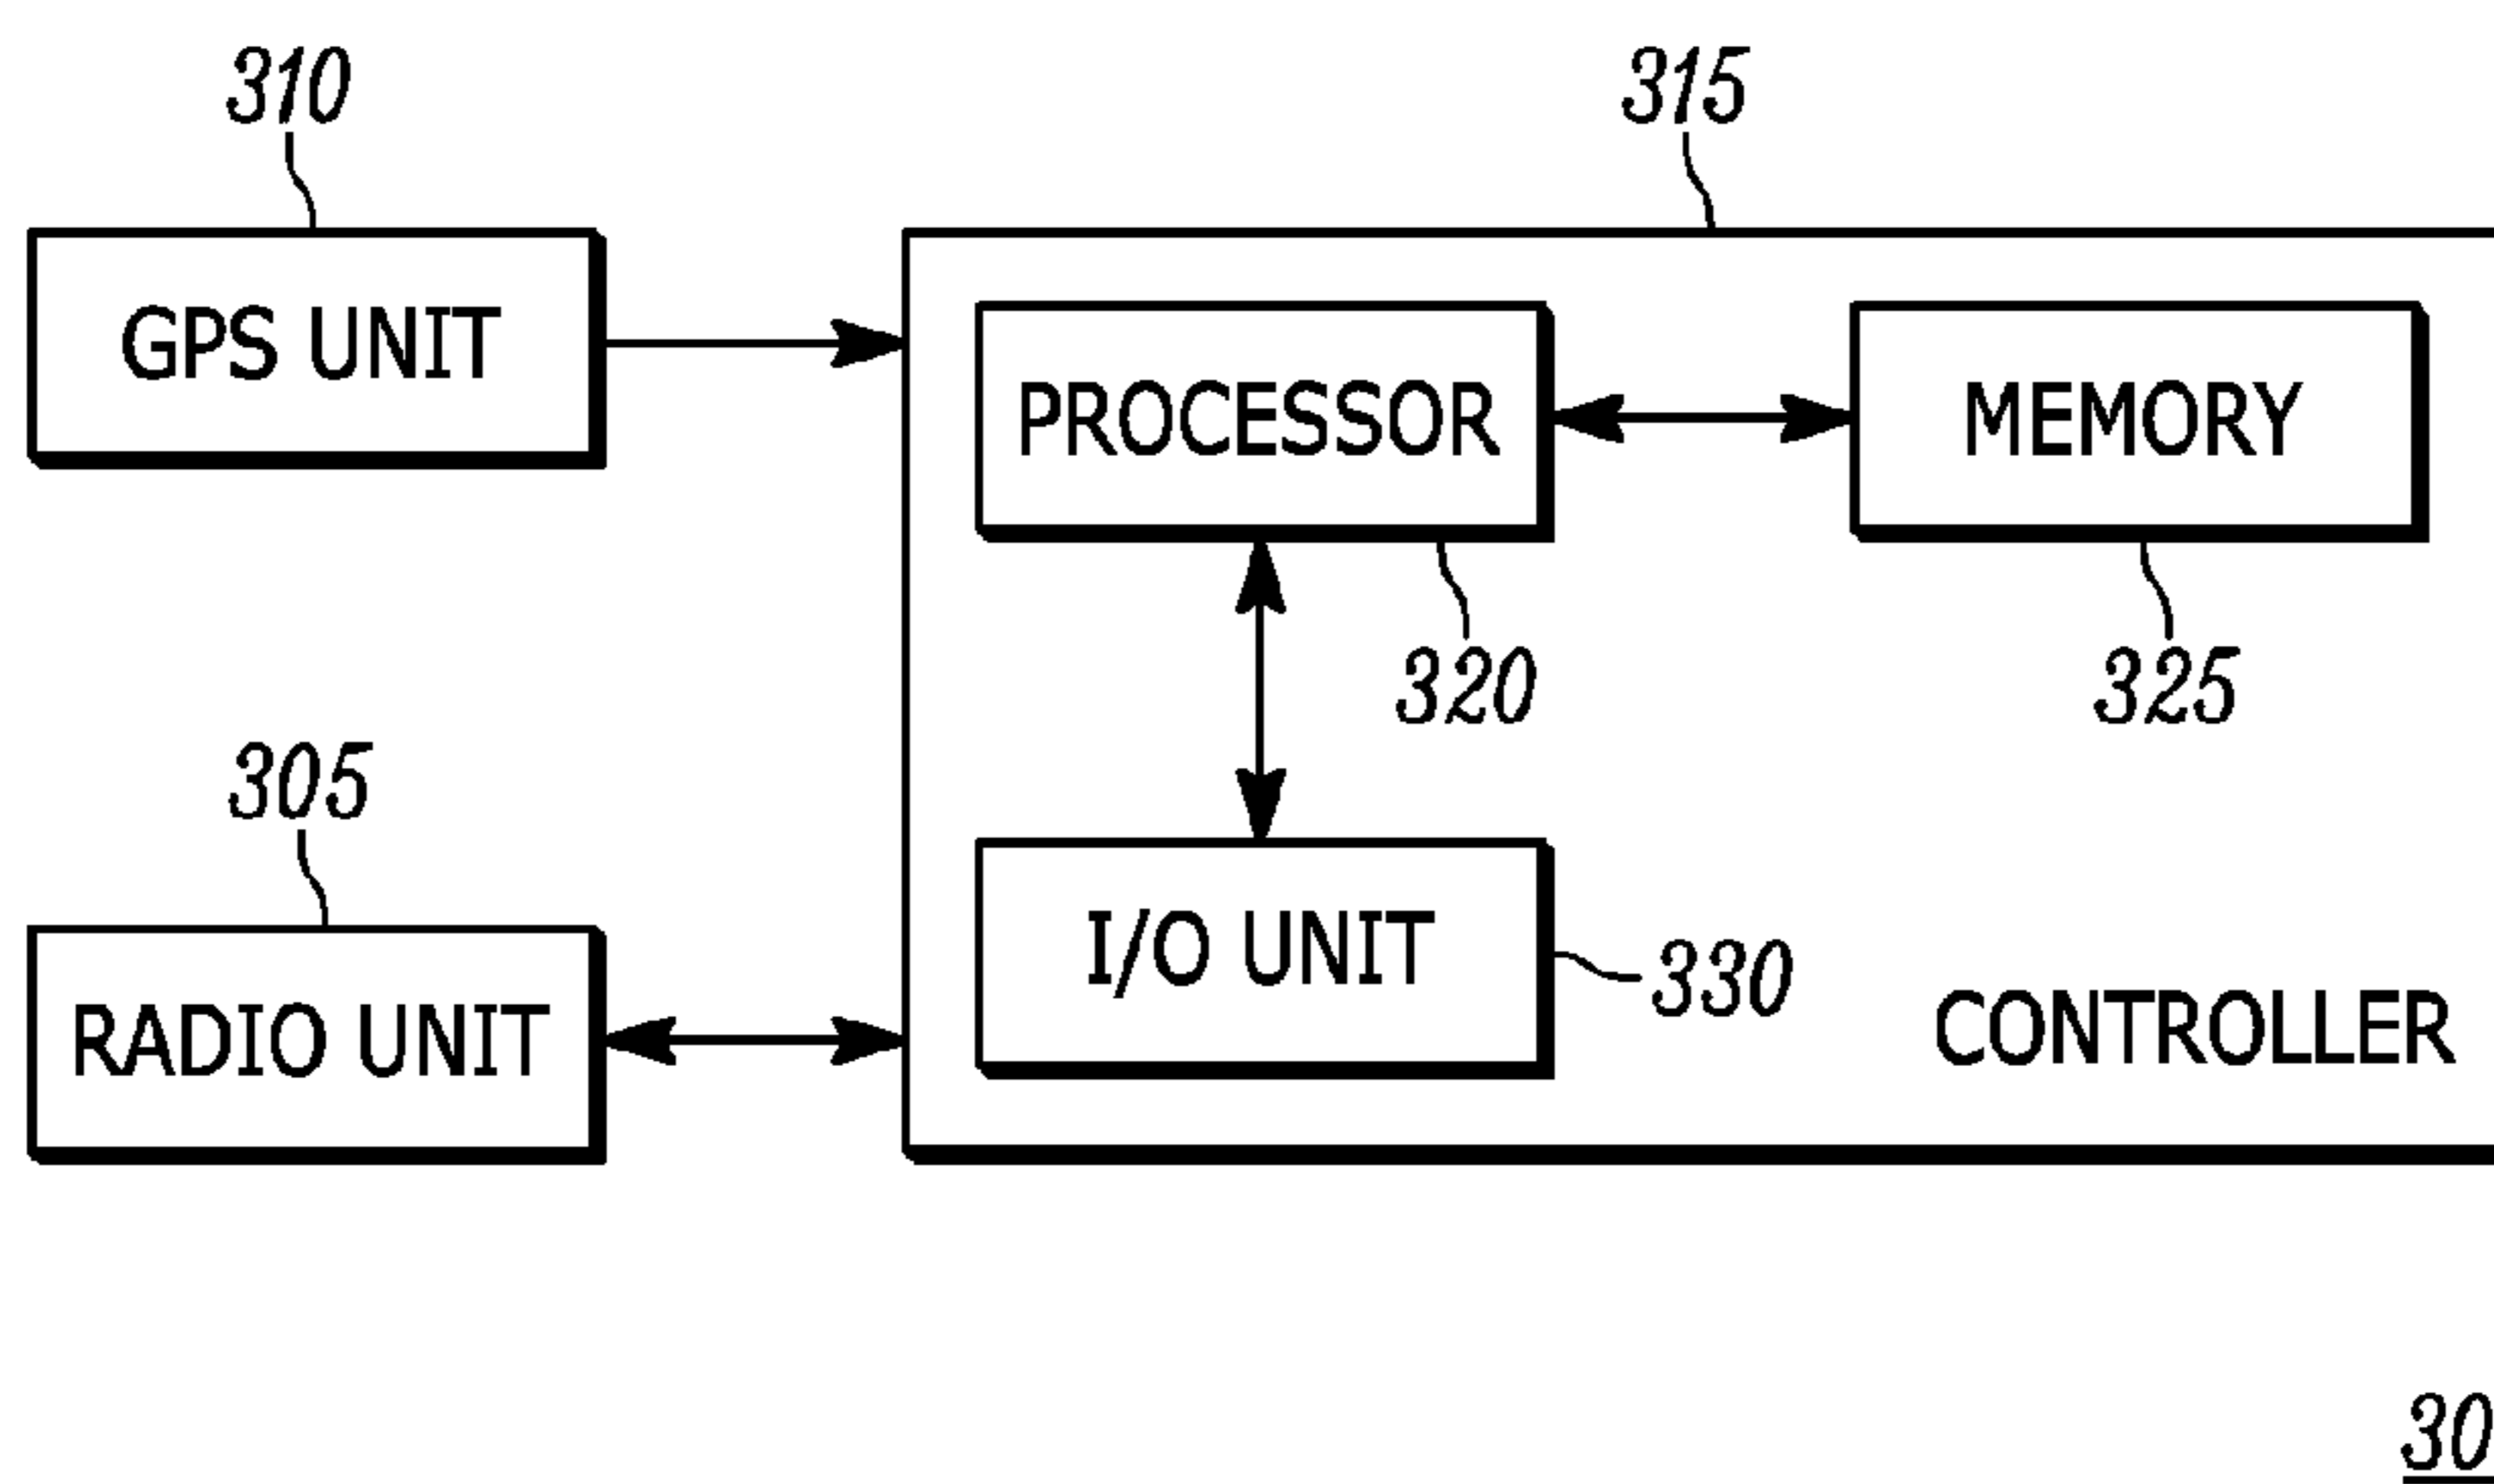 310
315
GPS UNIT
PROCESSOR
MEMORY
320
325
305
I/O UNIT
330
RADIO UNIT
CONTROLLER
30